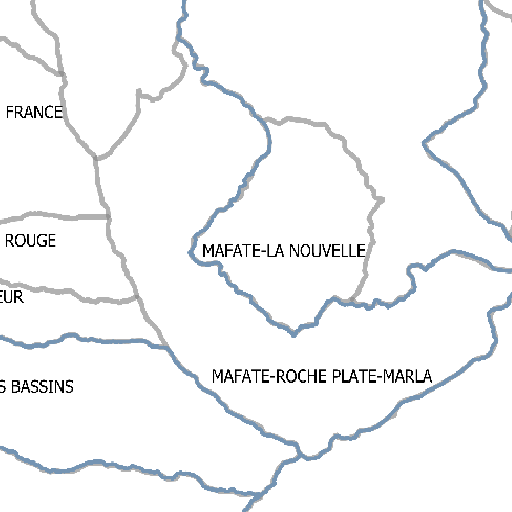 FRANCE
ROUGE
MAFATE-LA NOUVELLE
EUR
MAFATE-ROCHE PLATE-MARLA
S BASSINS